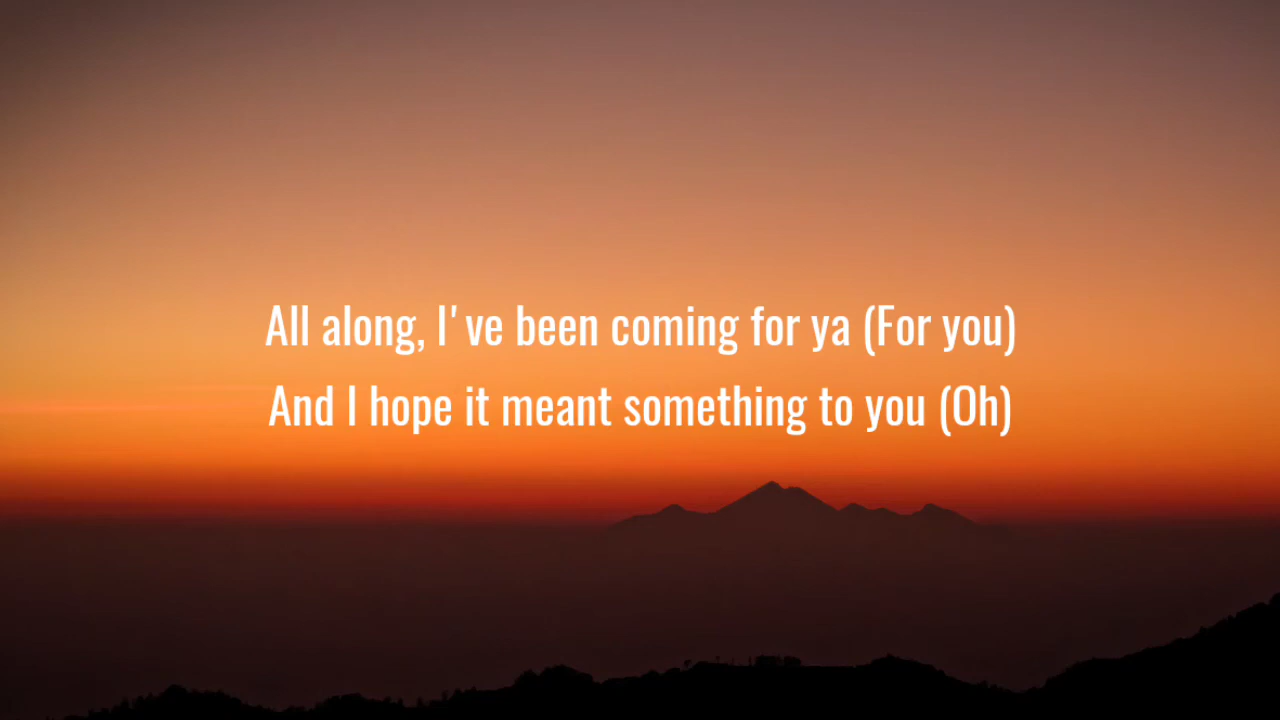 All along, I've been coming for ya (For you)
And I hope it meant something to you (Oh)